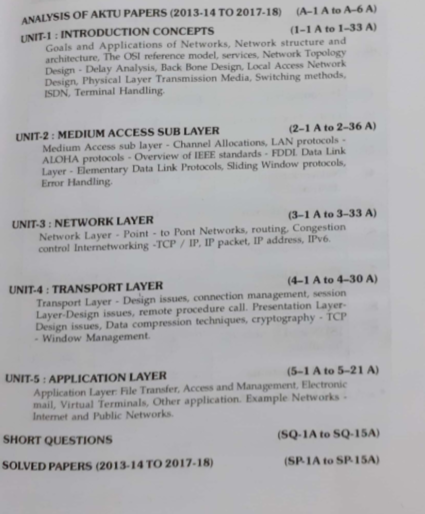 ANALYSIS OF AKTU PAPERS (2013-14 TO 2017-18) (A–1 A to A–6 A)
UNIT-1 : INTRODUCTION CONCEPTS (1–1 A to 1–33 A)
Goals and Applications of Networks, Network structure and
architecture, The OSI reference model, services, Network Topology
Design - Delay Analysis, Back Bone Design, Local Access Network
Design, Physical Layer Transmission Media, Switching methods,
ISDN, Terminal Handling.
UNIT-2 : MEDIUM ACCESS SUB LAYER (2–1 A to 2–36 A)
Medium Access sub layer - Channel Allocations, LAN protocols -
ALOHA protocols - Overview of IEEE standards - FDDI. Data Link
Layer - Elementary Data Link Protocols, Sliding Window protocols,
Error Handling.
UNIT-3 : NETWORK LAYER (3–1 A to 3–33 A)
Network Layer - Point - to Pont Networks, routing, Congestion
control Internetworking -TCP / IP, IP packet, IP address, IPv6.
UNIT-4 : TRANSPORT LAYER (4–1 A to 4–30 A)
Transport Layer - Design issues, connection management, session
Layer-Design issues, remote procedure call. Presentation Layer-
Design issues, Data compression techniques, cryptography - TCP
- Window Management.
UNIT-5 : APPLICATION LAYER (5–1 A to 5–21 A)
Application Layer: File Transfer, Access and Management, Electronic
mail, Virtual Terminals, Other application. Example Networks -
Internet and Public Networks.
SHORT QUESTIONS (SQ-1A to SQ-15A)
SOLVED PAPERS (2013-14 TO 2017-18) (SP-1A to SP-15A)